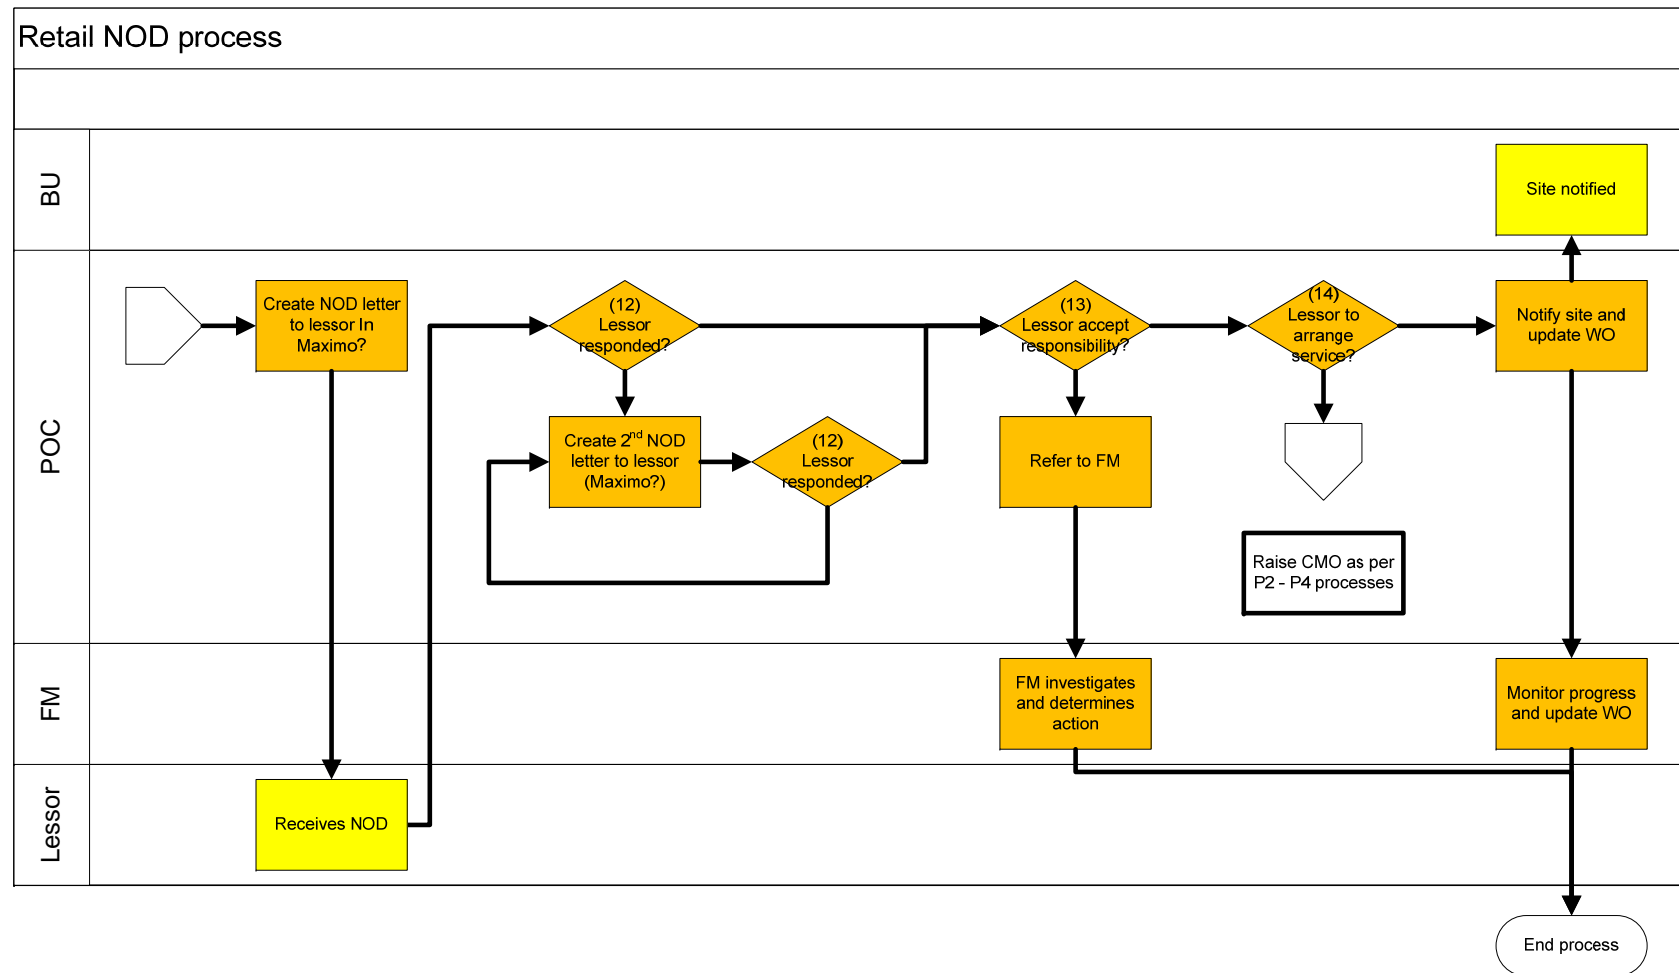 Retail NOD process
BU
Site notified
POC
Create NOD letter
to lessor In
Maximo?
(12)
Lessor
responded?
(13)
Lessor accept
responsibility?
(14)
Lessor to
arrange
service?
Notify site and
update WO
Create 2nd NOD
letter to lessor
(Maximo?)
(12)
Lessor
responded?
Refer to FM
Raise CMO as per
P2 - P4 processes
FM
FM investigates
and determines
action
Monitor progress
and update WO
Lessor
Receives NOD
End process